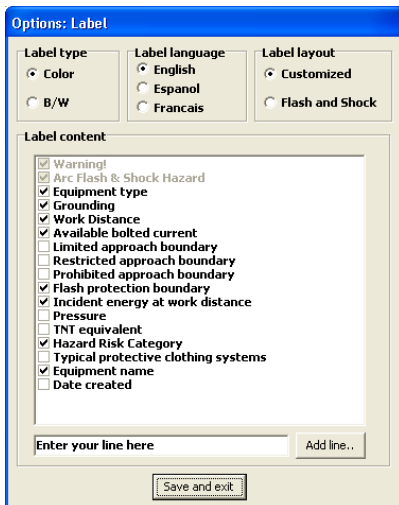 Options: Label
Label type
Color
B/W
Label language
English
Espanol
Francais
Label layout
Customized
Flash and Shock
Label content
Warning!
Arc Flash & Shock Hazard
Equipment type
Grounding
Work Distance
Available bolted current
Limited approach boundary
Restricted approach boundary
Prohibited approach boundary
Flash protection boundary
Incident energy at work distance
Pressure
TNT equivalent
Hazard Risk Category
Typical protective clothing systems
Equipment name
Date created
Enter your line here
Add line..
Save and exit